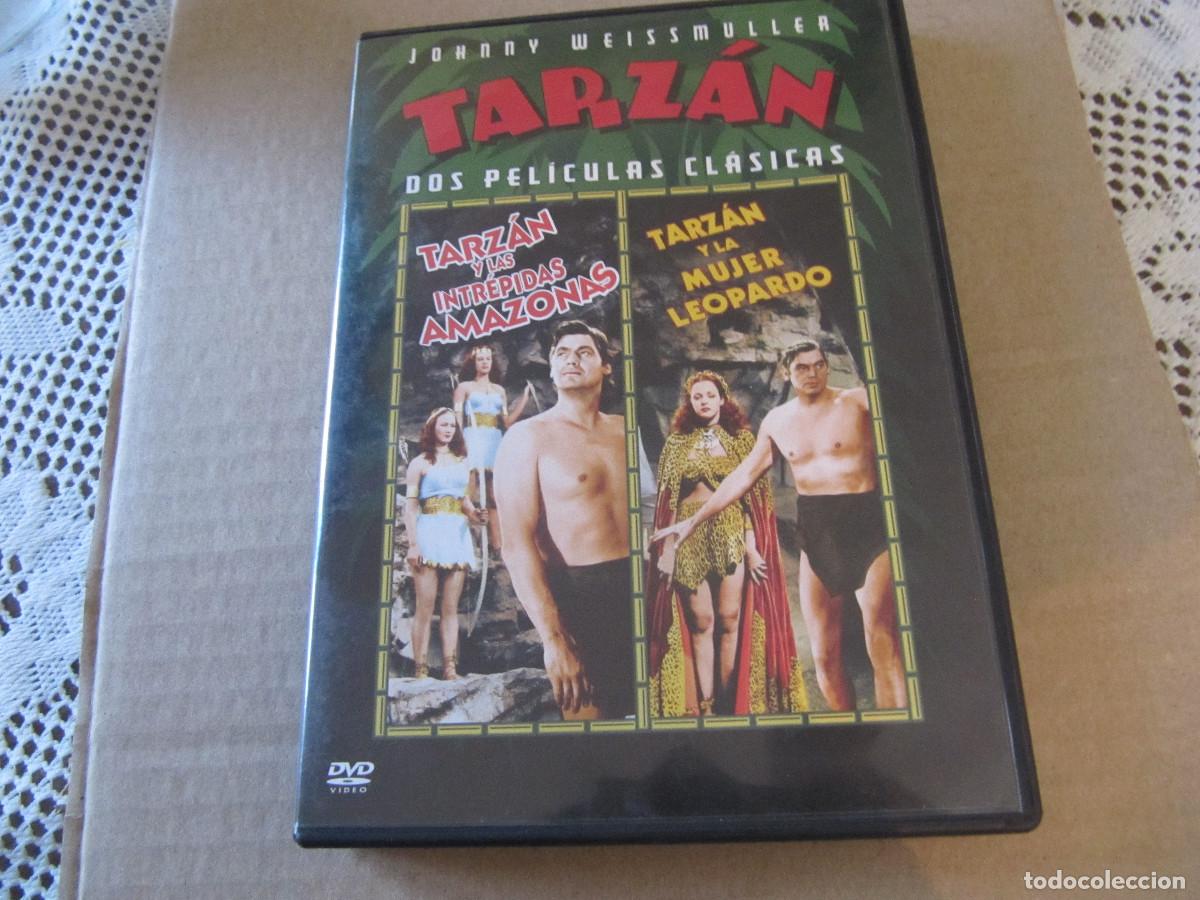 JOHNNY WEISSMULLER
TARZÁN
DOS PELÍCULAS CLÁSICAS
TARZÁN
Y LAS
INTRÉPIDAS
AMAZONAS
TARZÁN
Y LA
MUJER
LEOPARDO
DVD
VIDEO
todocoleccion